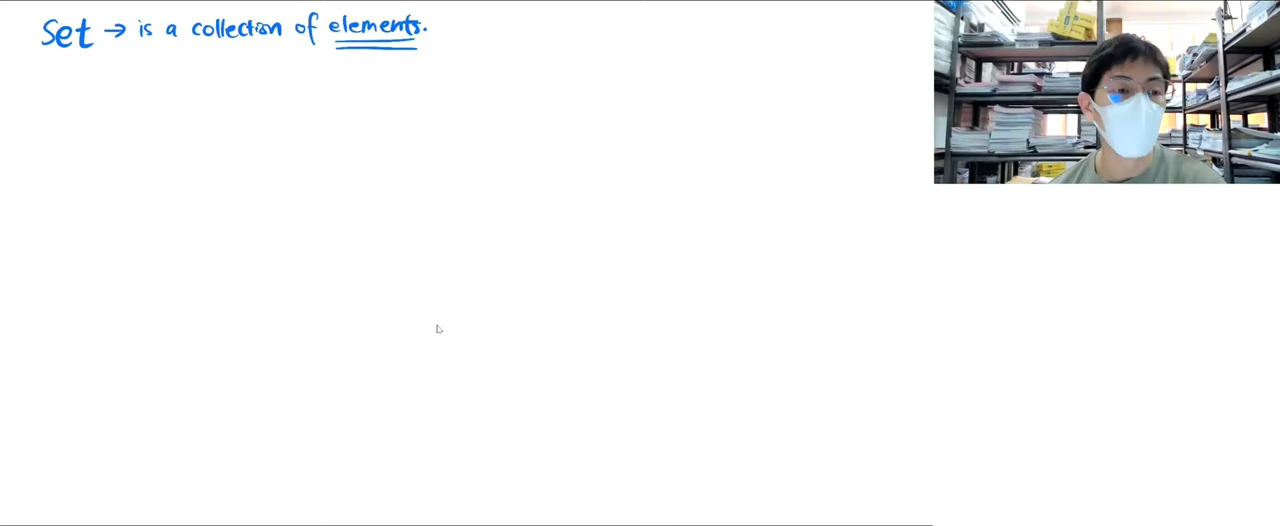 Set → is a collection of elements.